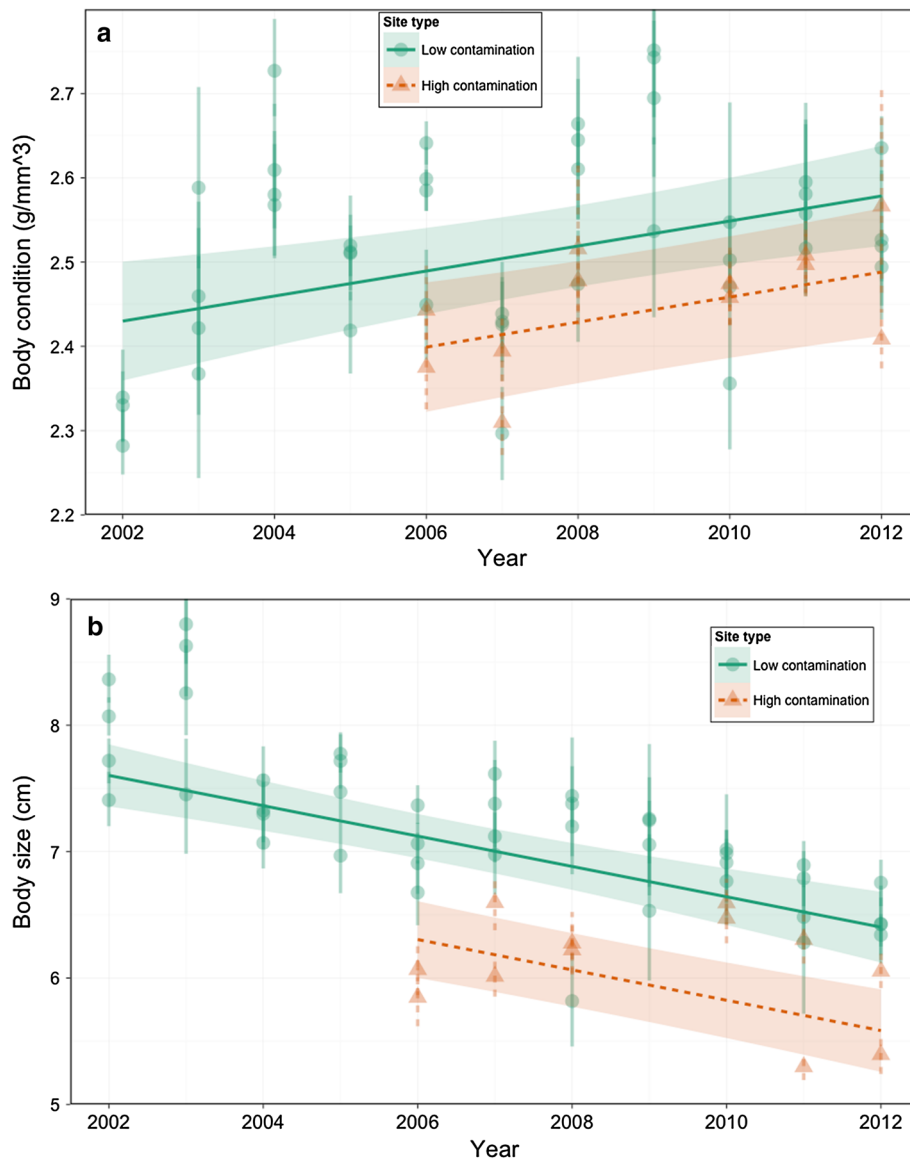 a
Site type
Low contamination
High contamination
Body condition (g/mm^3)
2.7
2.6
2.5
2.4
2.3
2.2
2002 2004 2006 2008 2010 2012
Year
b
Site type
Low contamination
High contamination
Body size (cm)
9
8
7
6
5
2002 2004 2006 2008 2010 2012
Year